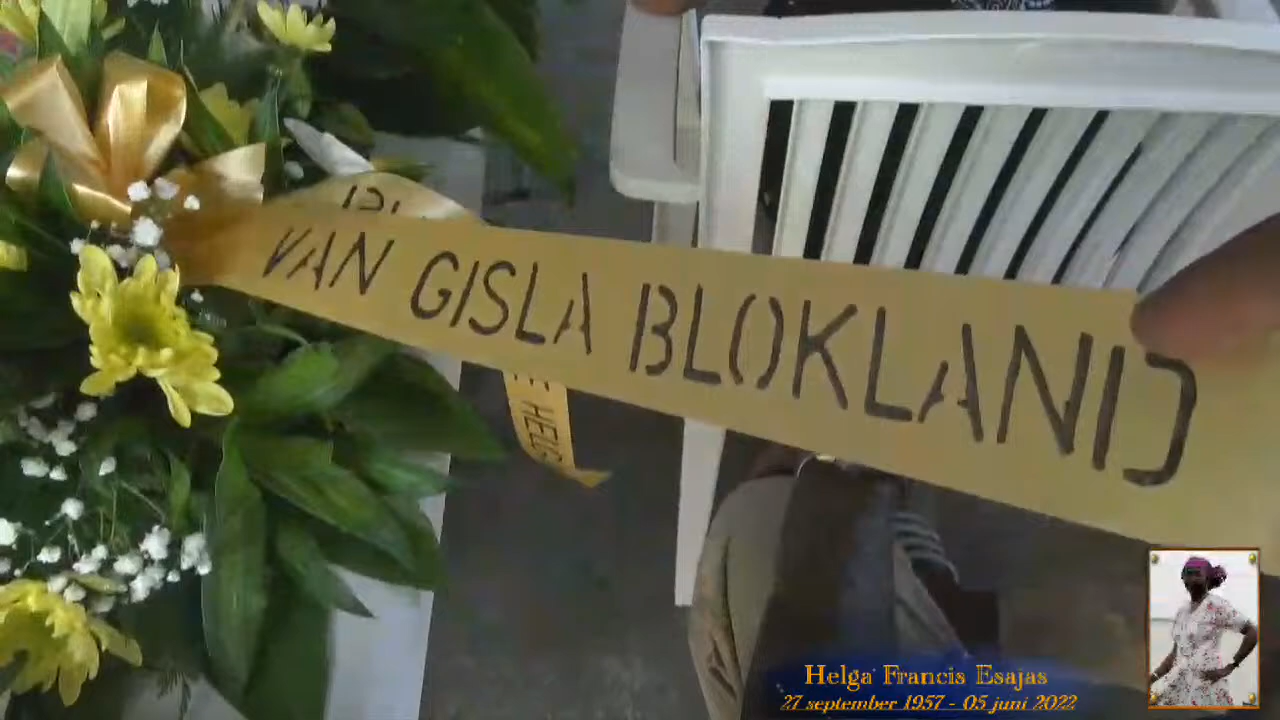 VAN GISLA BLOKLAND
Helga Francis Esajas
27 september 1957 - 05 juni 2022